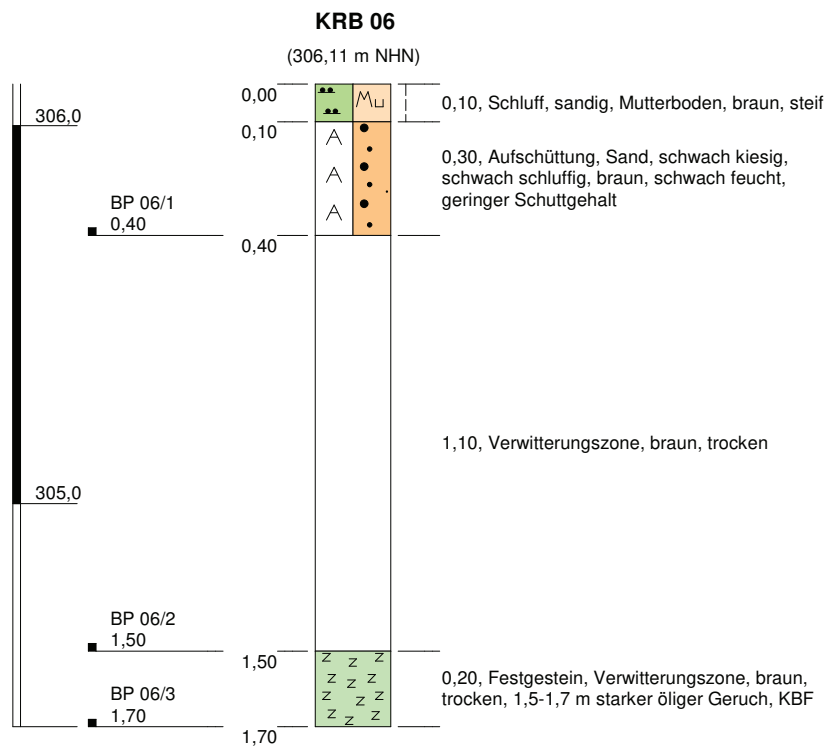 KRB 06
(306,11 m NHN)
0,00
Mu
0,10, Schluff, sandig, Mutterboden, braun, steif
306,0
0,10
A
0,30, Aufschüttung, Sand, schwach kiesig,
schwach schluffig, braun, schwach feucht,
geringer Schuttgehalt
A
A
BP 06/1
0,40
0,40
1,10, Verwitterungszone, braun, trocken
305,0
BP 06/2
1,50
1,50
Z Z Z
Z Z Z
Z Z Z
Z Z Z
Z Z Z
0,20, Festgestein, Verwitterungszone, braun,
trocken, 1,5-1,7 m starker öliger Geruch, KBF
BP 06/3
1,70
1,70